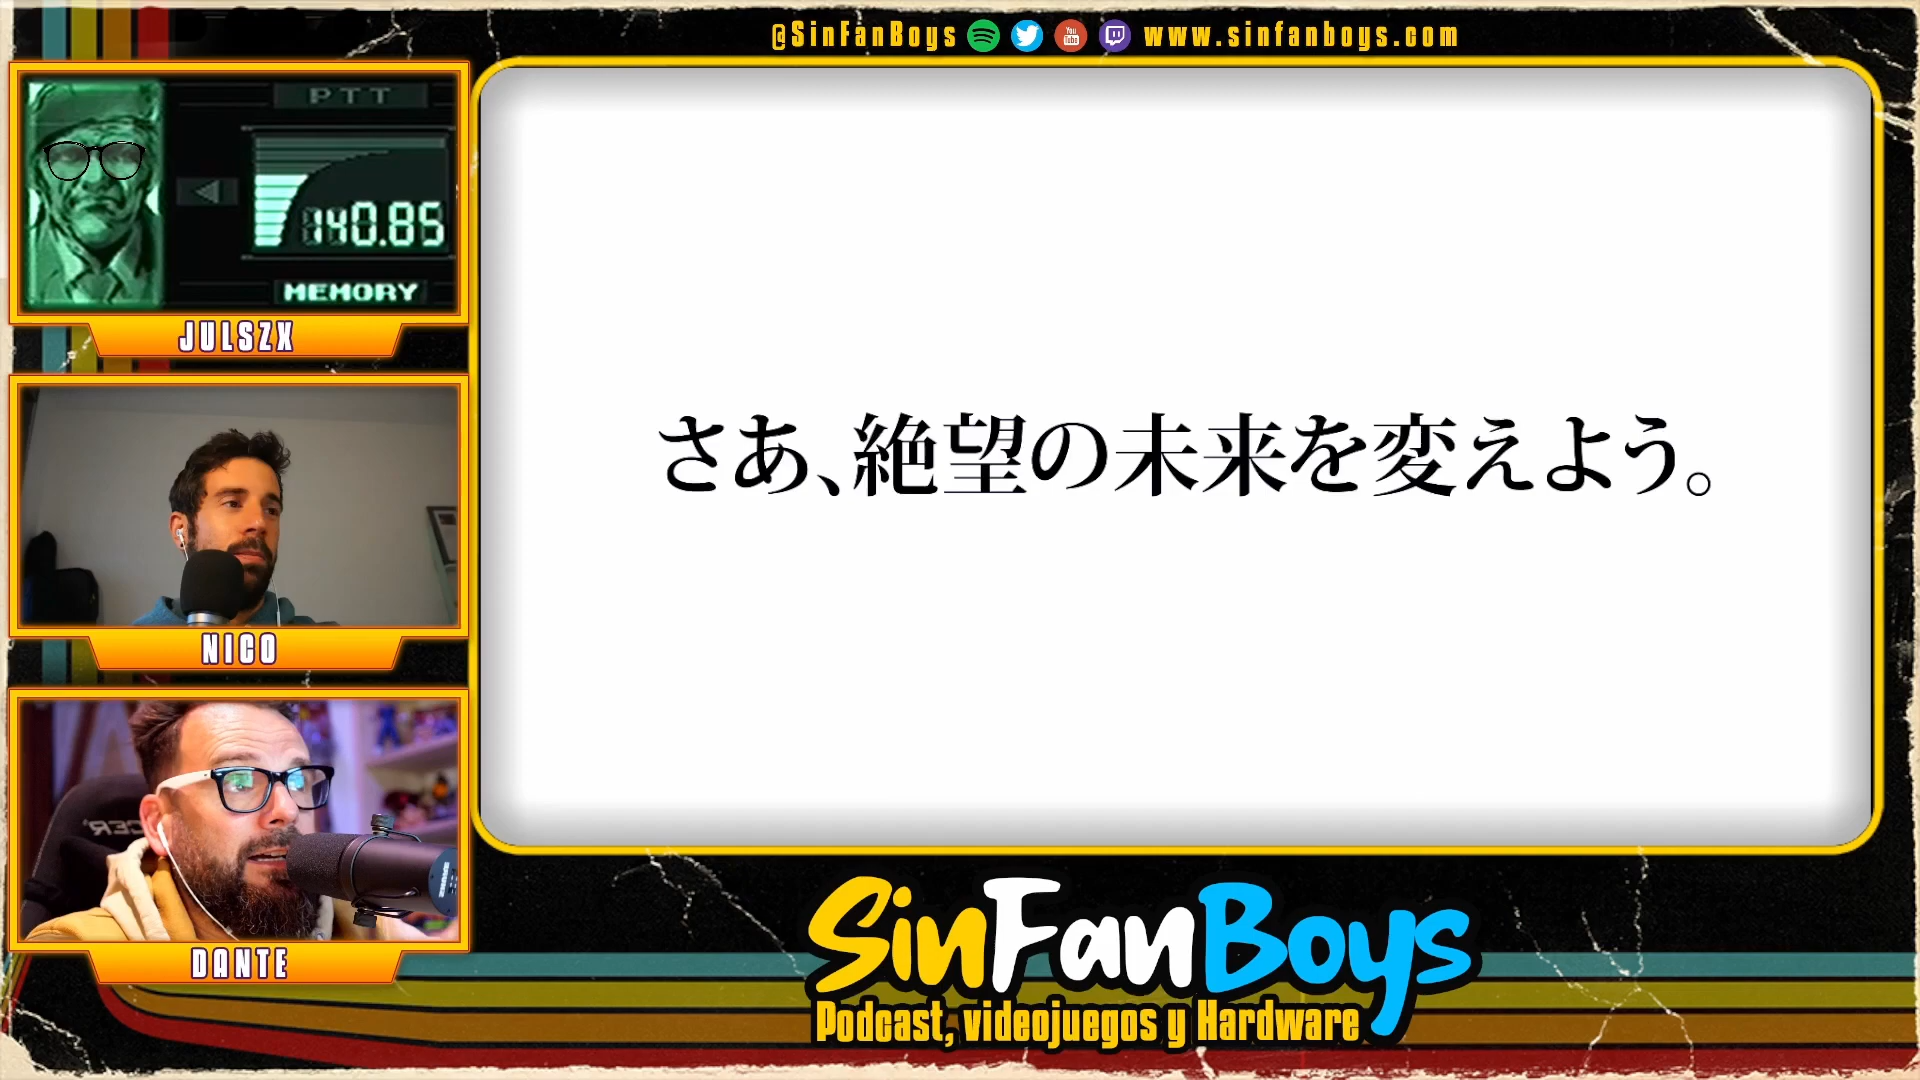 @SinFanBoys www.sinfanboys.com
PTT
140.85
MEMORY
JULSZX
さあ、絶望の未来を変えよう。
NICO
DANTE
SinFanBoys
Podcast, videojuegos y Hardware